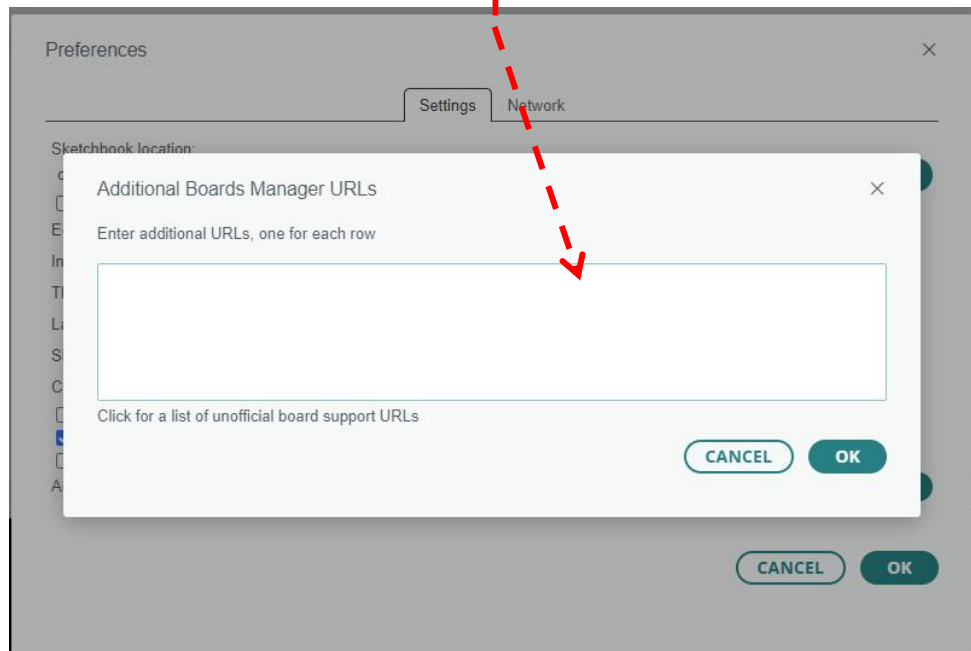 Preferences
Settings Network
Sketchbook location:
Additional Boards Manager URLs
Enter additional URLs, one for each row
Click for a list of unofficial board support URLs
CANCEL OK
CANCEL OK